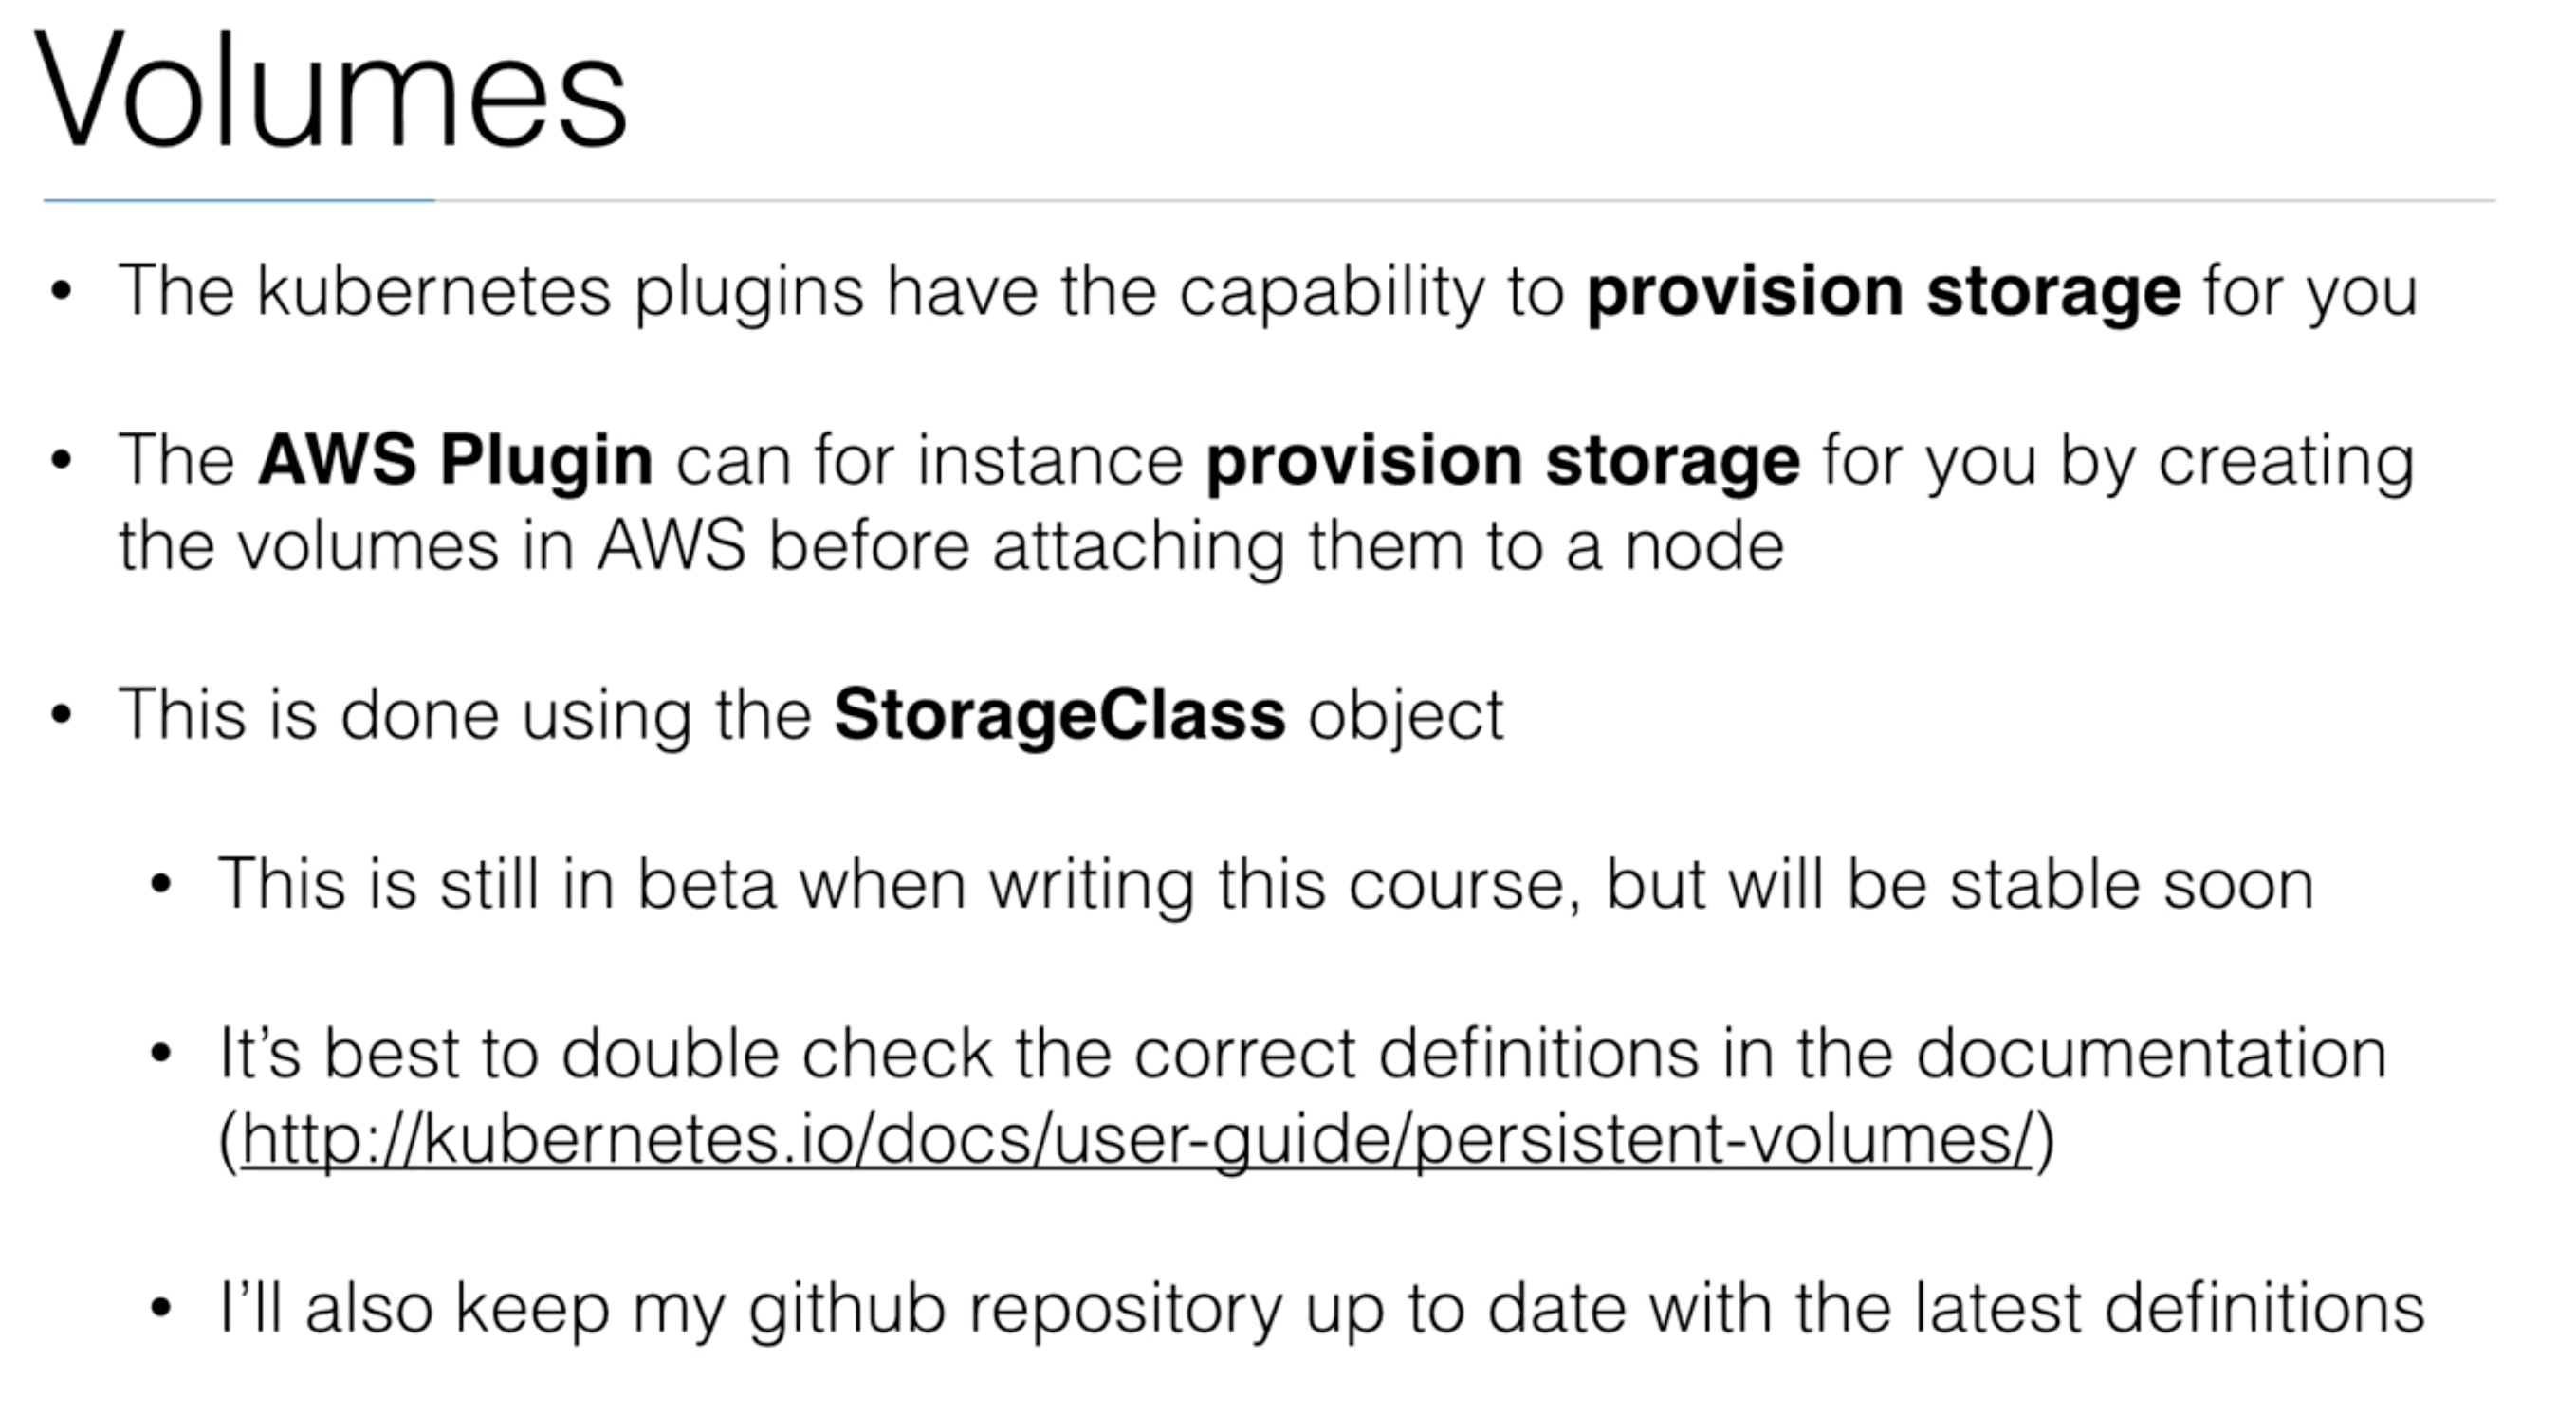 Volumes
• The kubernetes plugins have the capability to provision storage for you
• The AWS Plugin can for instance provision storage for you by creating
the volumes in AWS before attaching them to a node
• This is done using the StorageClass object
• This is still in beta when writing this course, but will be stable soon
• It’s best to double check the correct definitions in the documentation
(http://kubernetes.io/docs/user-guide/persistent-volumes/)
• I’ll also keep my github repository up to date with the latest definitions